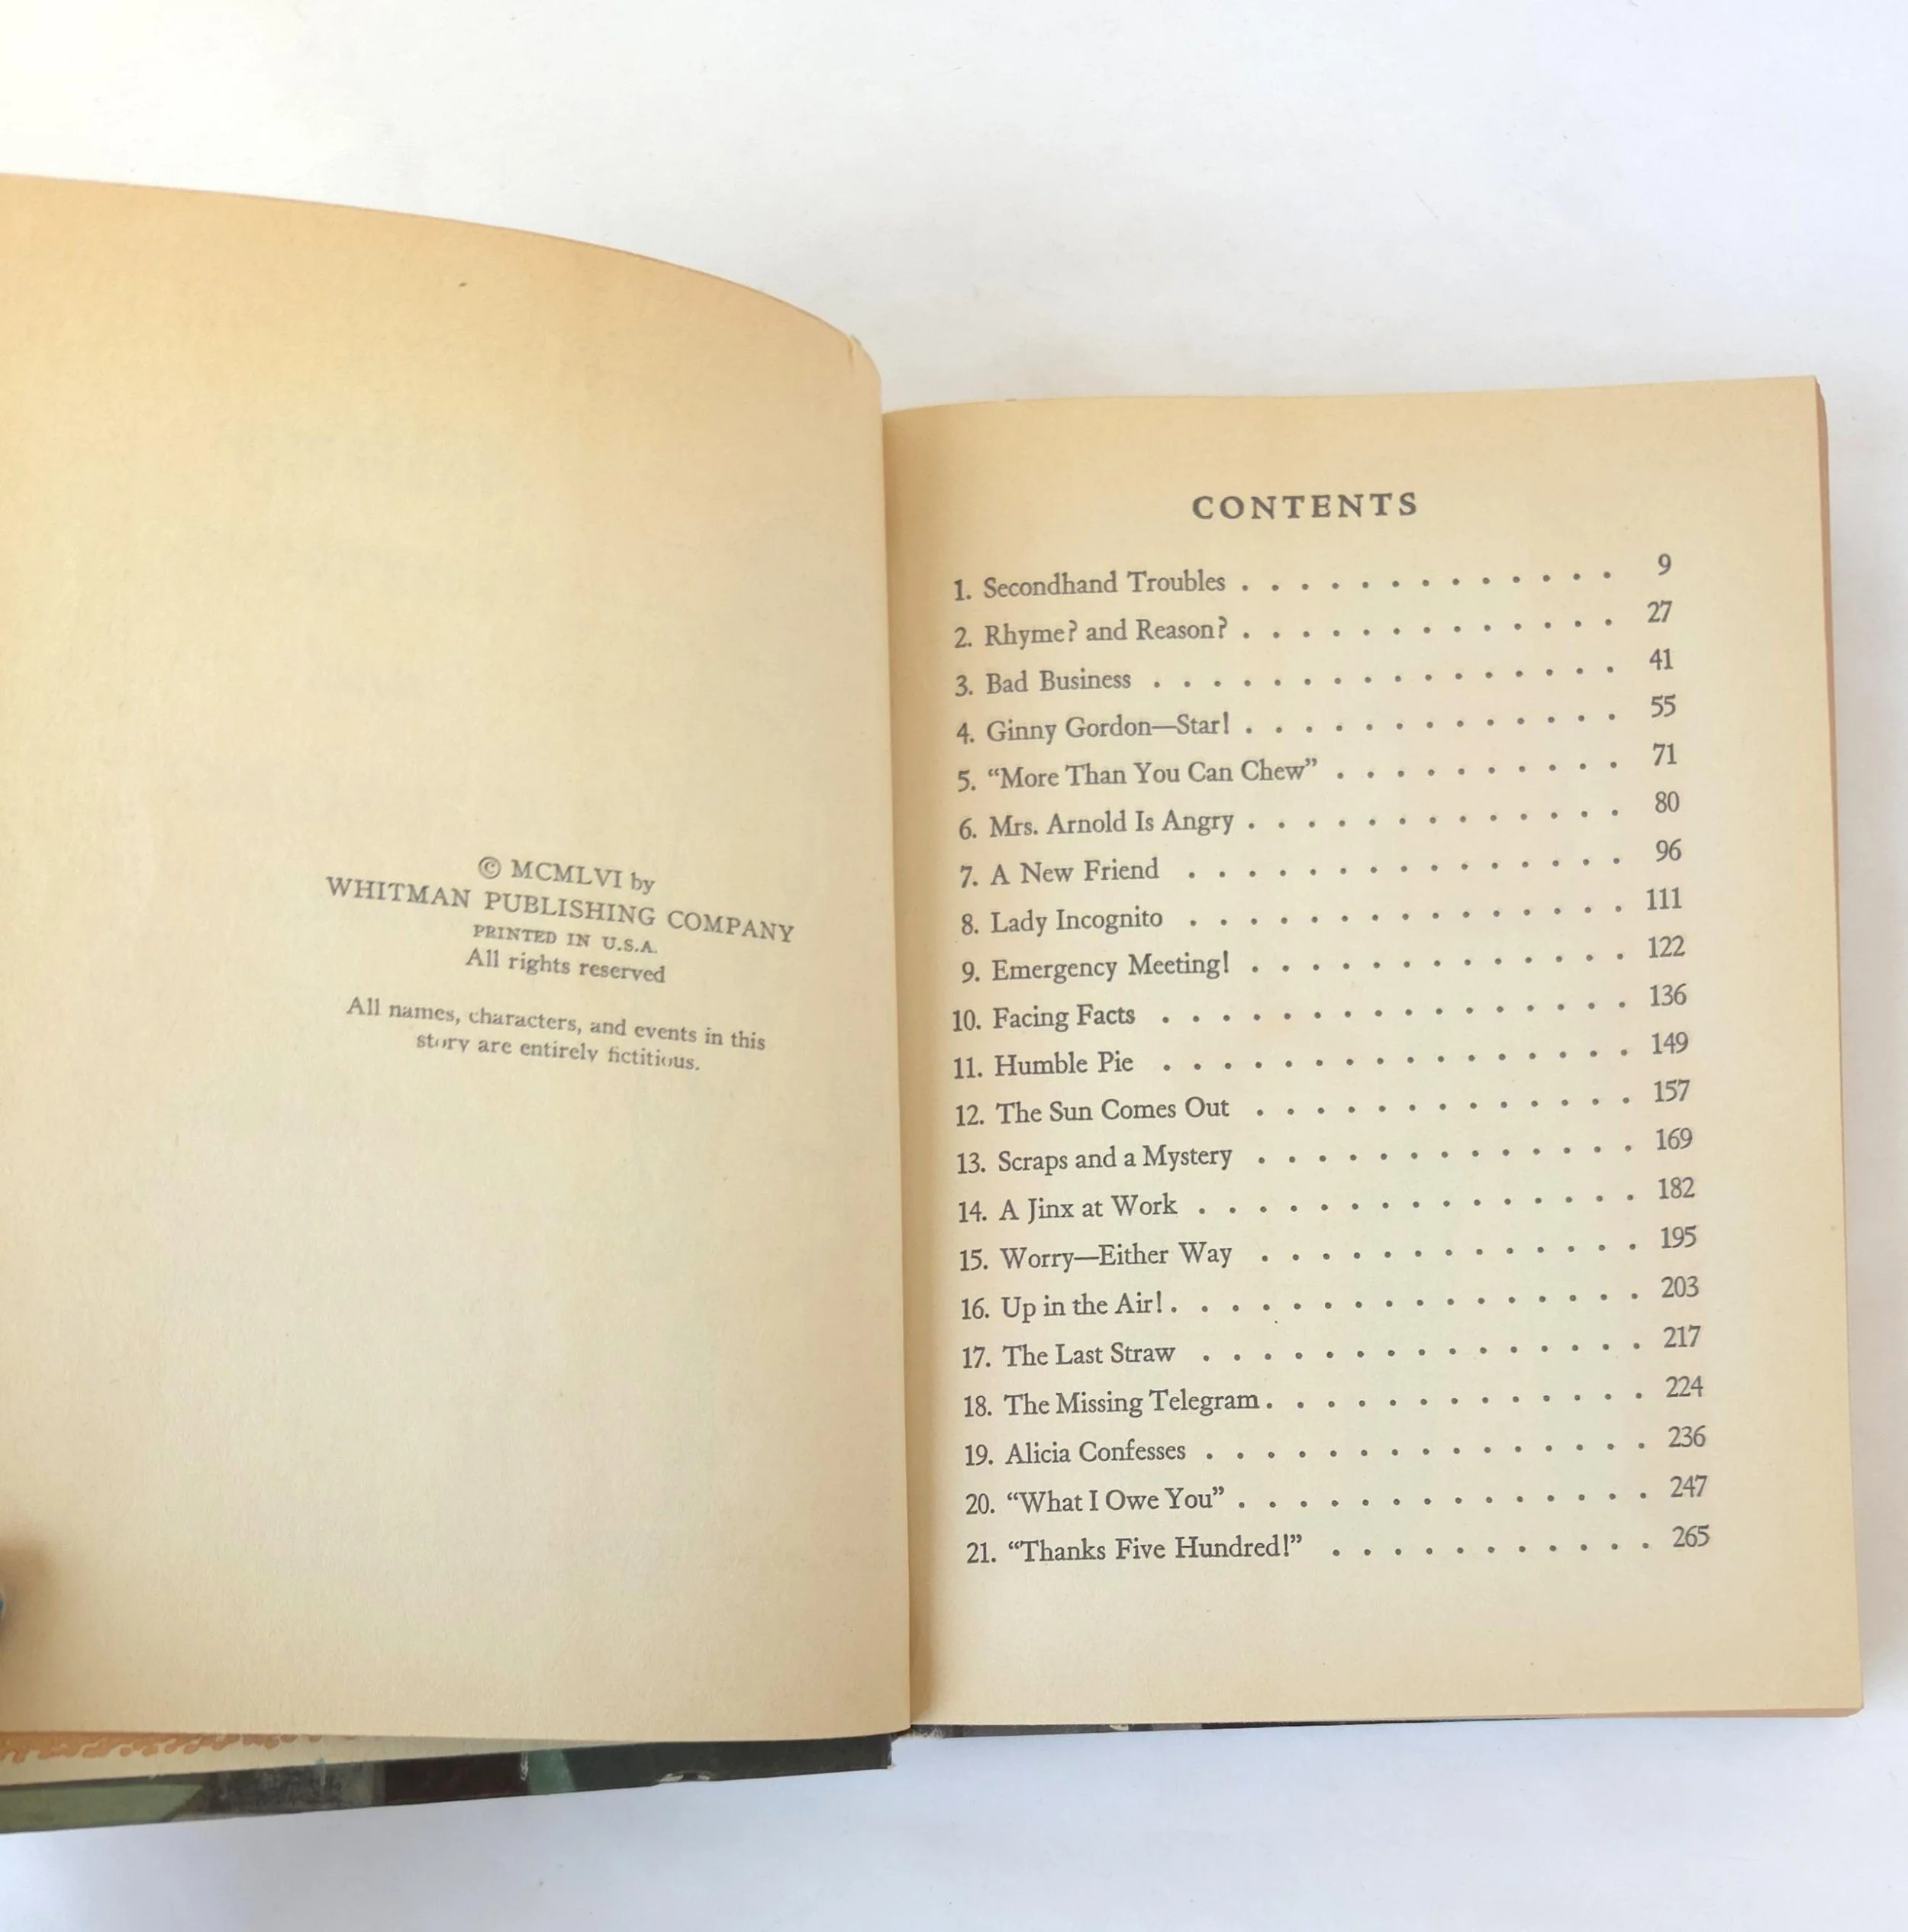 © MCMLVI by
WHITMAN PUBLISHING COMPANY
PRINTED IN U.S.A.
All rights reserved
All names, characters, and events in this
story are entirely fictitious.
CONTENTS
1. Secondhand Troubles . . . . . . . . . . . . . 9
2. Rhyme? and Reason? . . . . . . . . . . . . . 27
3. Bad Business . . . . . . . . . . . . . . . . 41
4. Ginny Gordon—Star! . . . . . . . . . . . . . 55
5. “More Than You Can Chew” . . . . . . . . . . 71
6. Mrs. Arnold Is Angry . . . . . . . . . . . . . 80
7. A New Friend . . . . . . . . . . . . . . . 96
8. Lady Incognito . . . . . . . . . . . . . . . 111
9. Emergency Meeting! . . . . . . . . . . . . . 122
10. Facing Facts . . . . . . . . . . . . . . . . 136
11. Humble Pie . . . . . . . . . . . . . . . . 149
12. The Sun Comes Out . . . . . . . . . . . . . 157
13. Scraps and a Mystery . . . . . . . . . . . . . 169
14. A Jinx at Work . . . . . . . . . . . . . . . 182
15. Worry—Either Way . . . . . . . . . . . . . 195
16. Up in the Air! . . . . . . . . . . . . . . . . 203
17. The Last Straw . . . . . . . . . . . . . . . 217
18. The Missing Telegram . . . . . . . . . . . . . 224
19. Alicia Confesses . . . . . . . . . . . . . . . 236
20. “What I Owe You” . . . . . . . . . . . . . . 247
21. “Thanks Five Hundred!” . . . . . . . . . . . 265